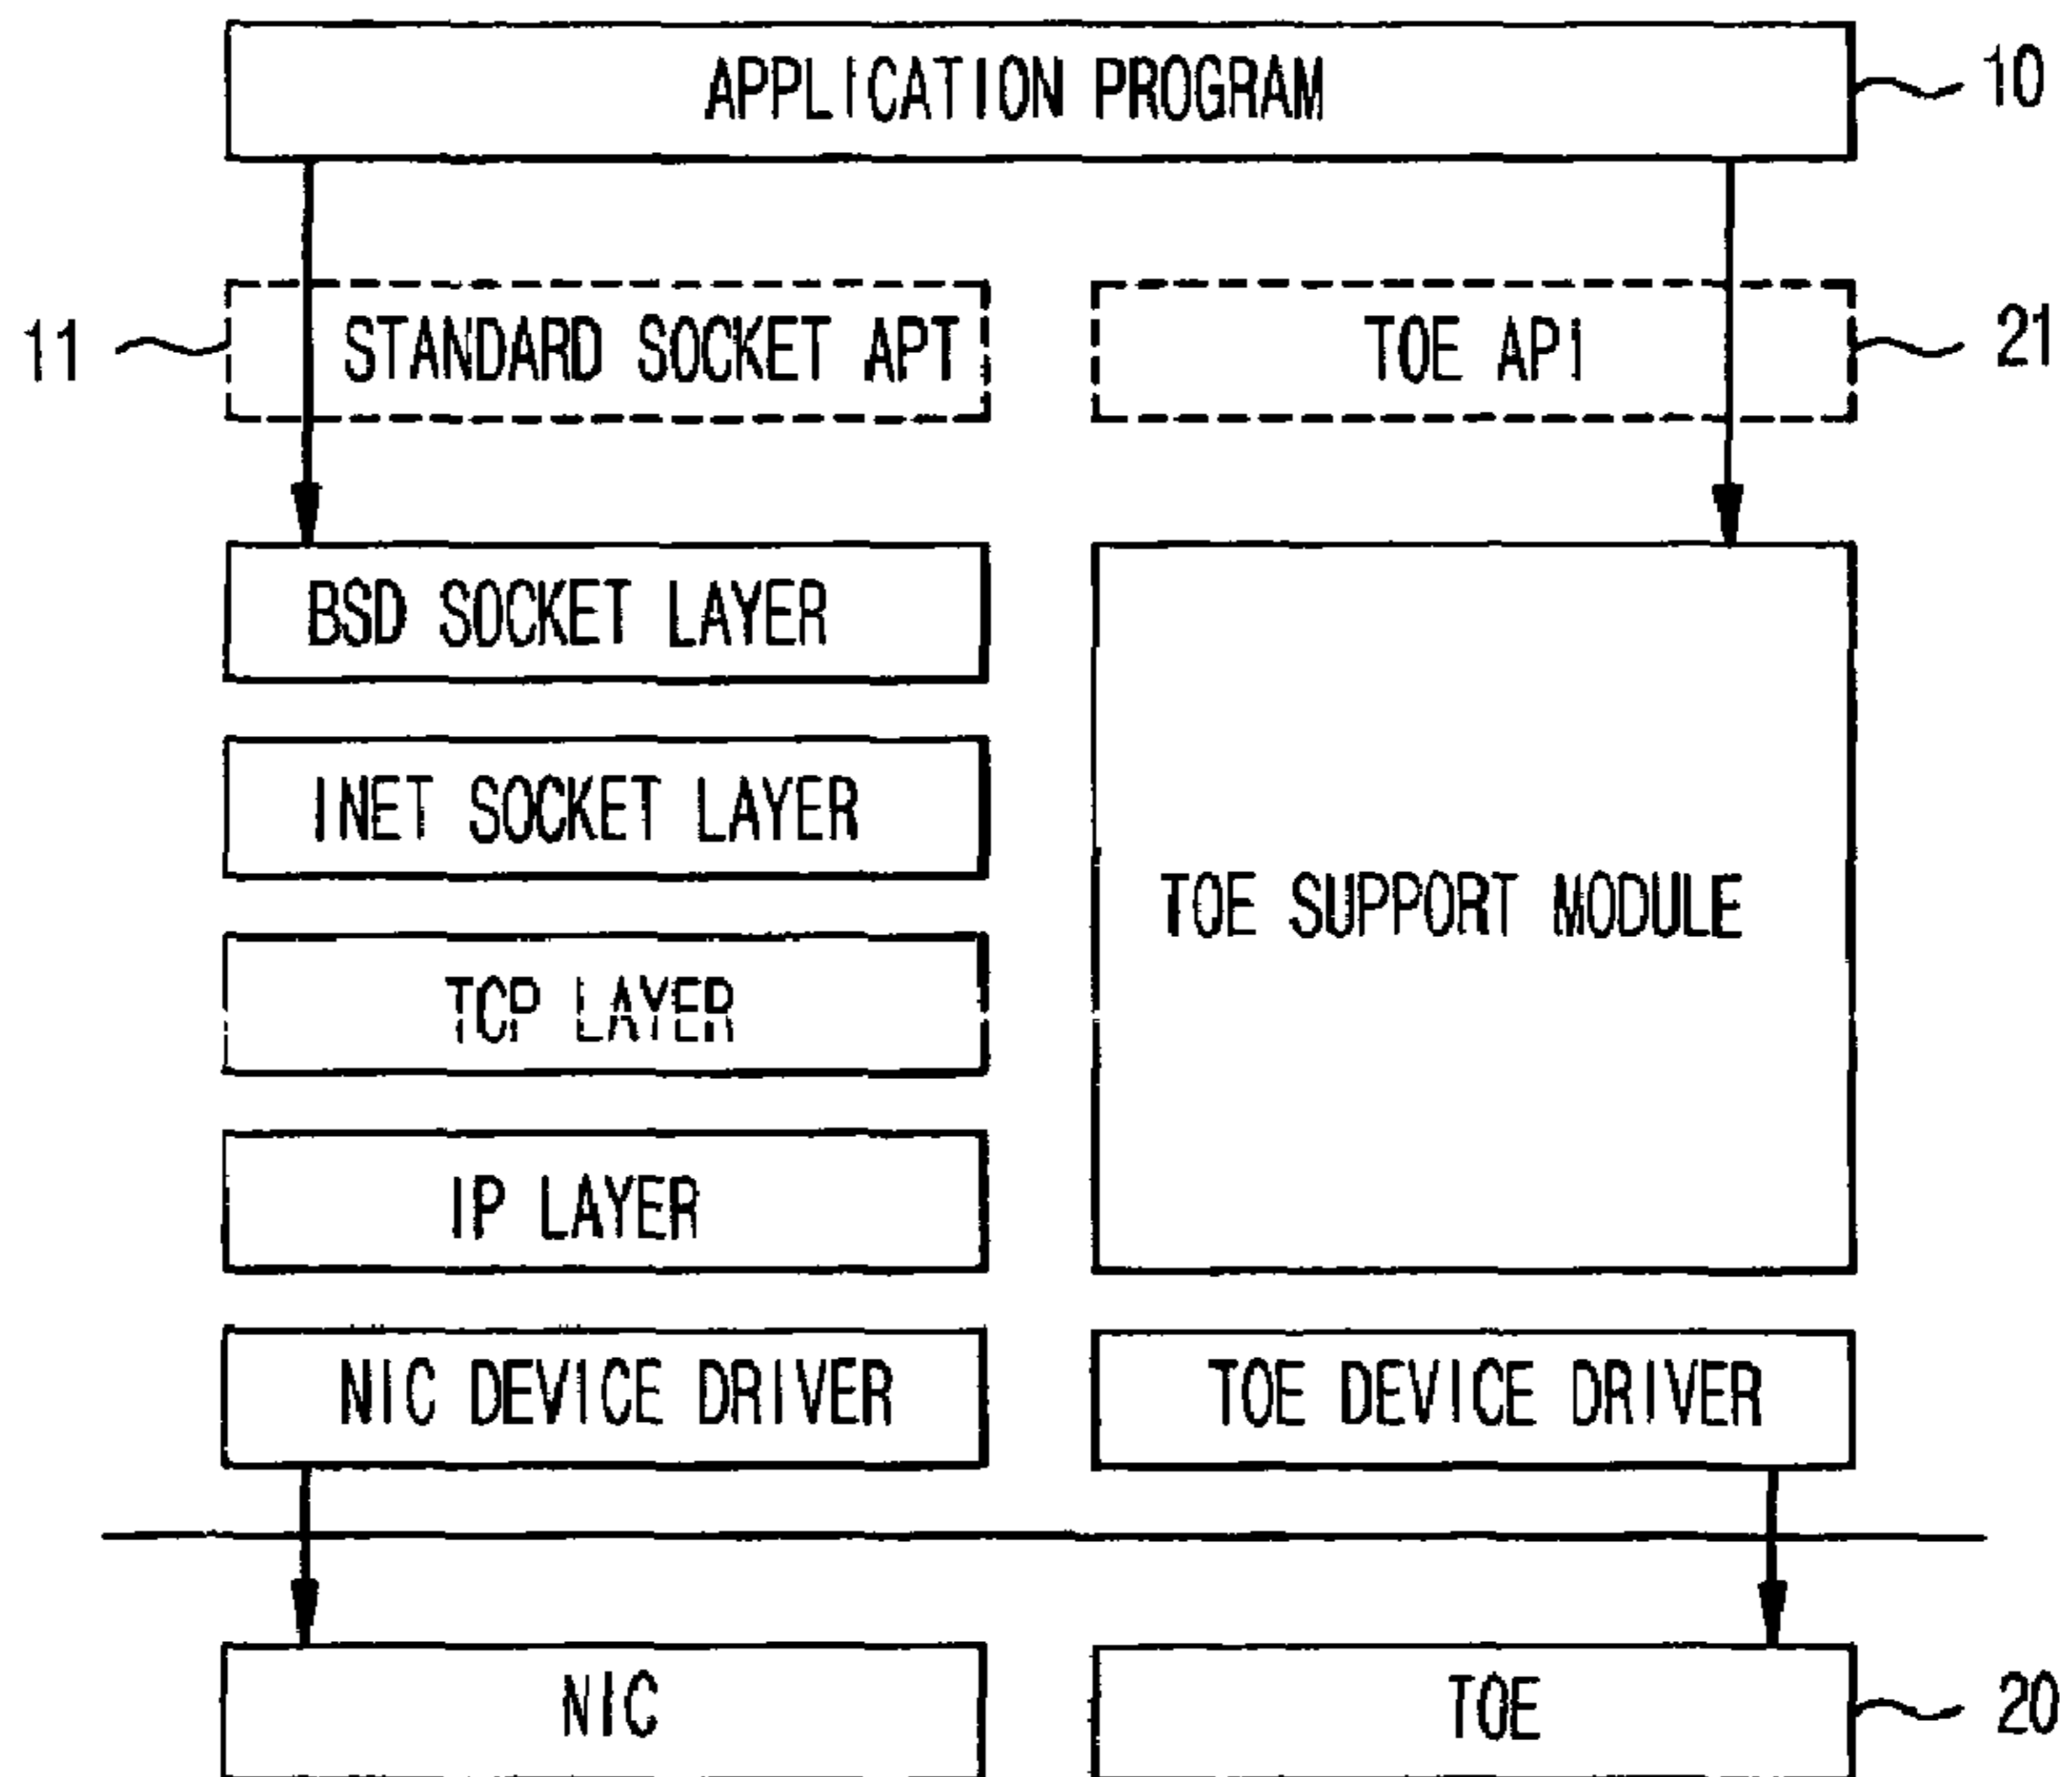 APPLICATION PROGRAM
10
11
STANDARD SOCKET APT
TOE AP1
21
BSD SOCKET LAYER
INET SOCKET LAYER
TOE SUPPORT MODULE
TCP LAYER
IP LAYER
NIC DEVICE DRIVER
TOE DEVICE DRIVER
NIC
TOE
20